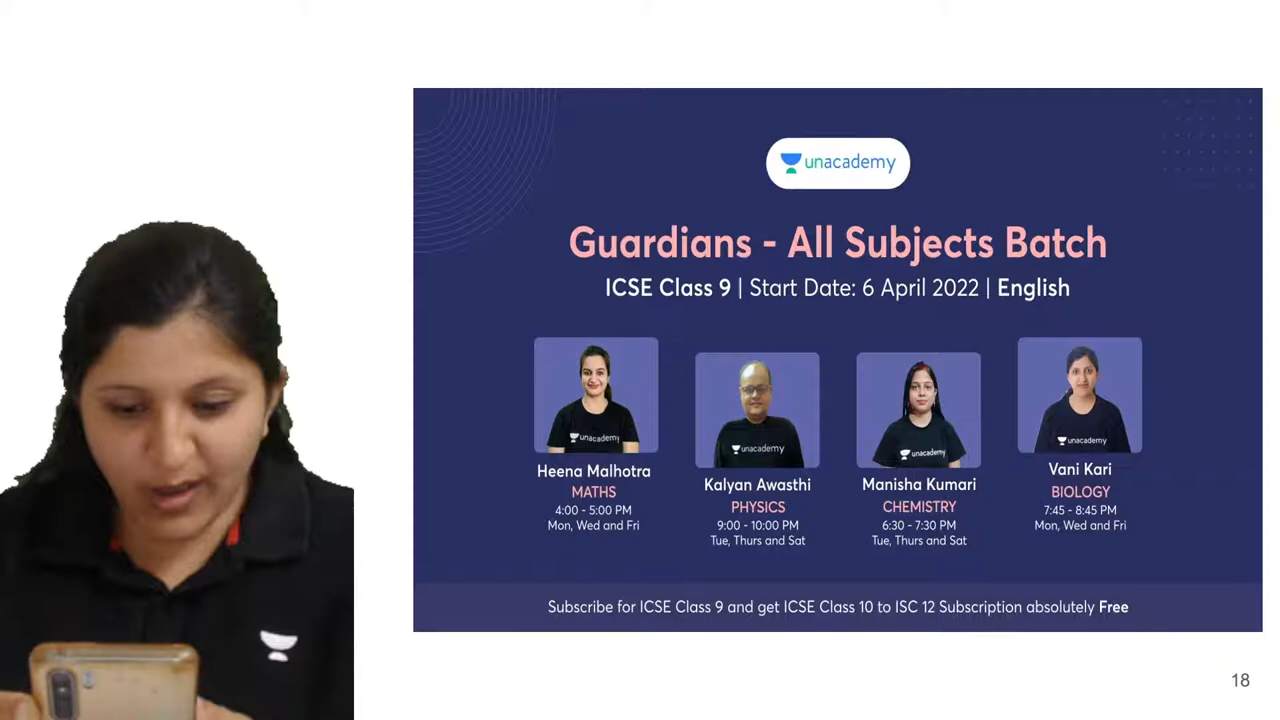 unacademy
Guardians - All Subjects Batch
ICSE Class 9 | Start Date: 6 April 2022 | English
unacademy
unacademy
unacademy
unacademy
Heena Malhotra
MATHS
4:00 - 5:00 PM
Mon, Wed and Fri
Kalyan Awasthi
PHYSICS
9:00 - 10:00 PM
Tue, Thurs and Sat
Manisha Kumari
CHEMISTRY
6:30 - 7:30 PM
Tue, Thurs and Sat
Vani Kari
BIOLOGY
7:45 - 8:45 PM
Mon, Wed and Fri
Subscribe for ICSE Class 9 and get ICSE Class 10 to ISC 12 Subscription absolutely Free
18